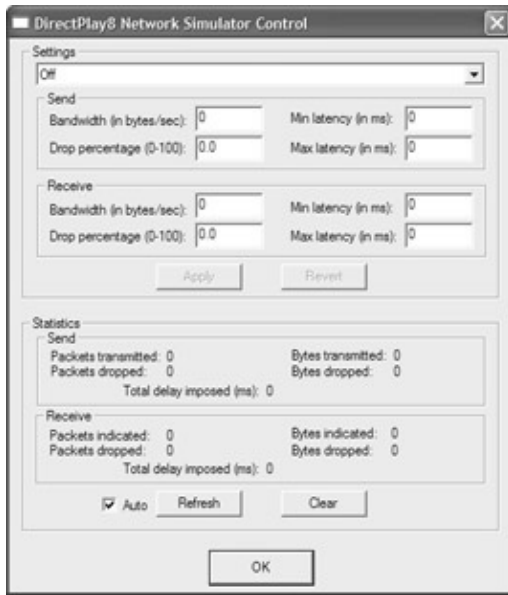 DirectPlay8 Network Simulator Control
Settings
Off
Send
Bandwidth (in bytes/sec): 0 Min latency (in ms): 0
Drop percentage (0-100): 0.0 Max latency (in ms): 0
Receive
Bandwidth (in bytes/sec): 0 Min latency (in ms): 0
Drop percentage (0-100): 0.0 Max latency (in ms): 0
Apply Revert
Statistics
Send
Packets transmitted: 0 Bytes transmitted: 0
Packets dropped: 0 Bytes dropped: 0
Total delay imposed (ms): 0
Receive
Packets indicated: 0 Bytes indicated: 0
Packets dropped: 0 Bytes dropped: 0
Total delay imposed (ms): 0
Auto Refresh Clear
OK